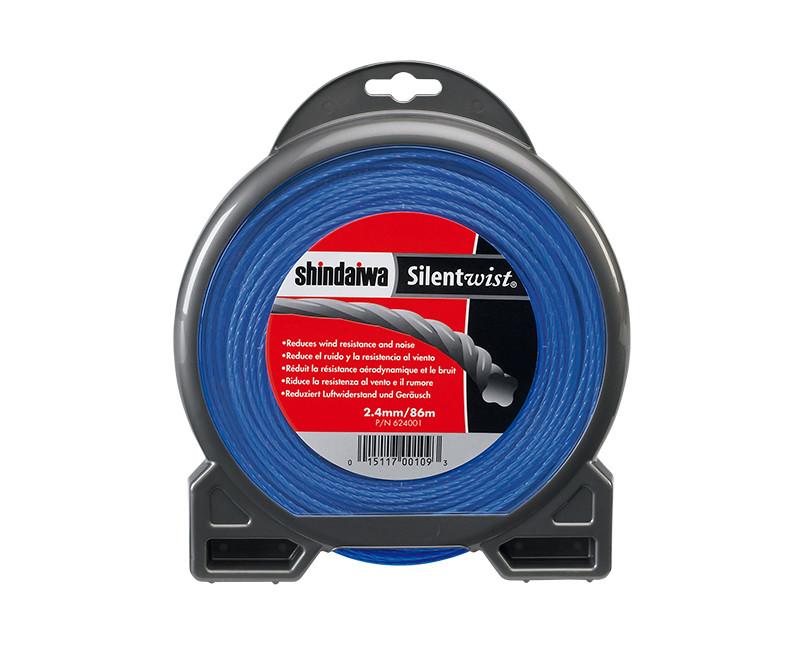 shindaiwa Silentwist®
•Reduces wind resistance and noise
•Reduce el ruido y la resistencia al viento
•Réduit la résistance aérodynamique et le bruit
•Riduce la resistenza al vento e il rumore
•Reduziert Luftwiderstand und Geräusch
2.4mm/86m
P/N 624001
0 15117 00109 3